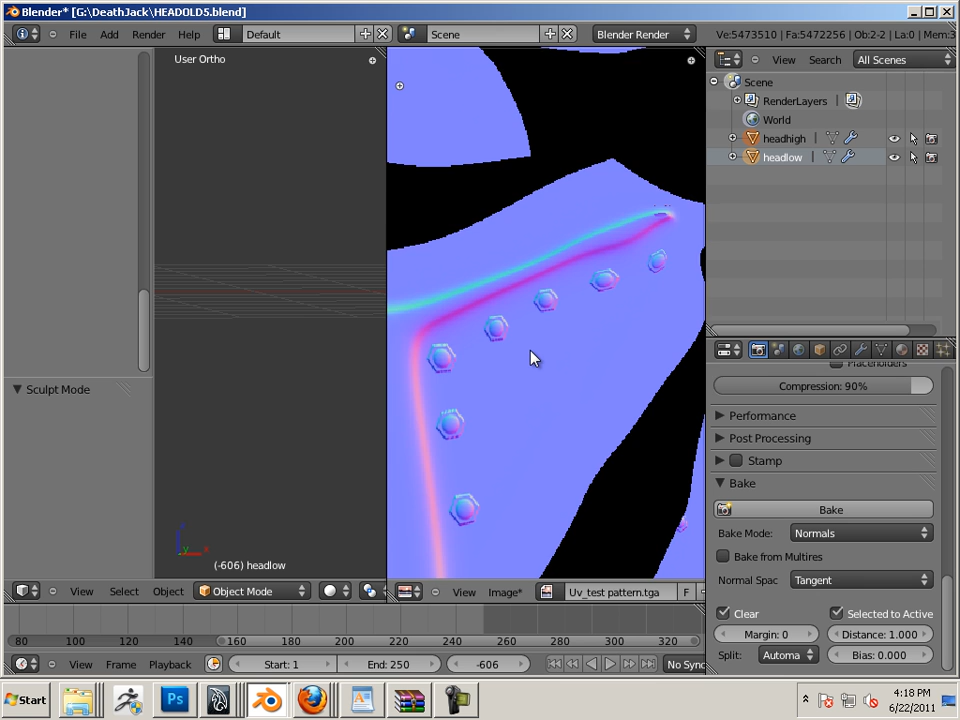 Blender* [G:\DeathJack\HEADOLD5.blend]
File Add Render Help Default Scene Blender Render Ve:5473510 | Fa:5472256 | Ob:2-2 | La:0 | Mem:3
User Ortho
View Search All Scenes
Scene
RenderLayers
World
headhigh
headlow
Placeholders
Compression: 90%
Sculpt Mode
Performance
Post Processing
Stamp
Bake
Bake
Bake Mode: Normals
Bake from Multires
(-606) headlow
Normal Spac Tangent
View Select Object Object Mode View Image* Uv_test pattern.tga F
Clear Selected to Active
Margin: 0 Distance: 1.000
80 100 120 140 160 180 200 220 240 260 280 300 320
Split: Automa Bias: 0.000
View Frame Playback Start: 1 End: 250 -606 No Sync
Start
4:18 PM
6/22/2011